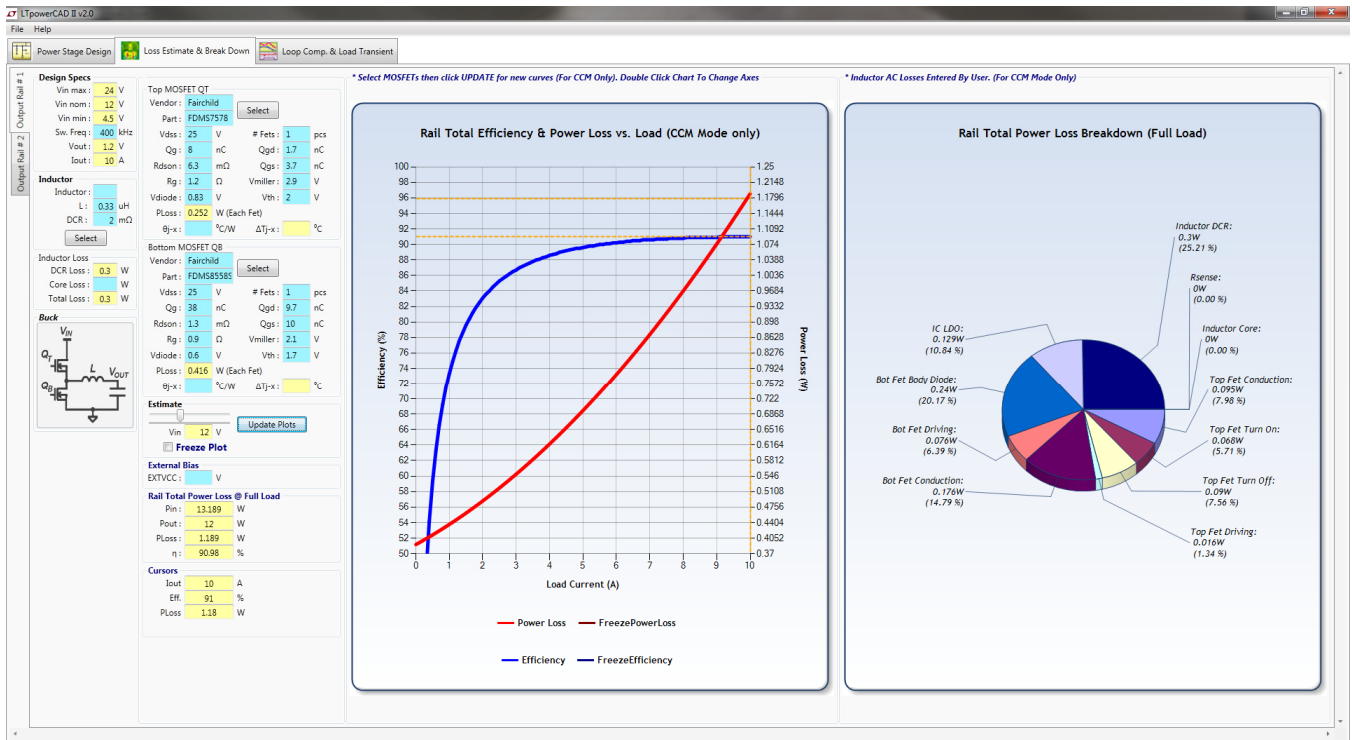 LTpowerCAD II v2.0
File Help
Power Stage Design
Loss Estimate & Break Down
Loop Comp. & Load Transient
Output Rail # 1
Output Rail # 2
Design Specs
Vin max : 24 V
Vin nom : 12 V
Vin min : 4.5 V
Sw. Freq : 400 kHz
Vout : 1.2 V
Iout : 10 A
Inductor
Inductor :
L : 0.33 uH
DCR : 2 mΩ
Select
Inductor Loss
DCR Loss : 0.3 W
Core Loss : W
Total Loss : 0.3 W
Buck
VIN
QT
QB
L
VOUT
Top MOSFET QT
Vendor : Fairchild
Select
Part : FDMS7578
Vdss : 25 V # Fets : 1 pcs
Qg : 8 nC Qgd : 1.7 nC
Rdson : 6.3 mΩ Qgs : 3.7 nC
Rg : 1.2 Ω Vmiller : 2.9 V
Vdiode : 0.83 V Vth : 2 V
PLoss : 0.252 W (Each Fet)
θj-x : °C/W ΔTj-x : °C
Bottom MOSFET QB
Vendor : Fairchild
Select
Part : FDMS8558S
Vdss : 25 V # Fets : 1 pcs
Qg : 38 nC Qgd : 9.7 nC
Rdson : 1.3 mΩ Qgs : 10 nC
Rg : 0.9 Ω Vmiller : 2.1 V
Vdiode : 0.6 V Vth : 1.7 V
PLoss : 0.416 W (Each Fet)
θj-x : °C/W ΔTj-x : °C
Estimate
Vin 12 V
Update Plots
Freeze Plot
External Bias
EXTVCC : V
Rail Total Power Loss @ Full Load
Pin : 13.189 W
Pout : 12 W
PLoss : 1.189 W
η : 90.98 %
Cursors
Iout 10 A
Eff. 91 %
PLoss 1.18 W
* Select MOSFETs then click UPDATE for new curves (For CCM Only). Double Click Chart To Change Axes
Rail Total Efficiency & Power Loss vs. Load (CCM Mode only)
Efficiency (%)
100
98
96
94
92
90
88
86
84
82
80
78
76
74
72
70
68
66
64
62
60
58
56
54
52
50
1.25
1.2148
1.1796
1.1444
1.1092
1.074
1.0388
1.0036
0.9684
0.9332
0.898
0.8628
0.8276
0.7924
0.7572
0.722
0.6868
0.6516
0.6164
0.5812
0.546
0.5108
0.4756
0.4404
0.4052
0.37
Power Loss (W)
0 1 2 3 4 5 6 7 8 9 10
Load Current (A)
Power Loss FreezePowerLoss
Efficiency FreezeEfficiency
* Inductor AC Losses Entered By User. (For CCM Mode Only)
Rail Total Power Loss Breakdown (Full Load)
Inductor DCR:
0.3W
(25.21 %)
Rsense:
0W
(0.00 %)
Inductor Core:
0W
(0.00 %)
Top Fet Conduction:
0.095W
(7.98 %)
Top Fet Turn On:
0.068W
(5.71 %)
Top Fet Turn Off:
0.09W
(7.56 %)
Top Fet Driving:
0.016W
(1.34 %)
Bot Fet Conduction:
0.176W
(14.79 %)
Bot Fet Driving:
0.076W
(6.39 %)
Bot Fet Body Diode:
0.24W
(20.17 %)
IC LDO:
0.129W
(10.84 %)